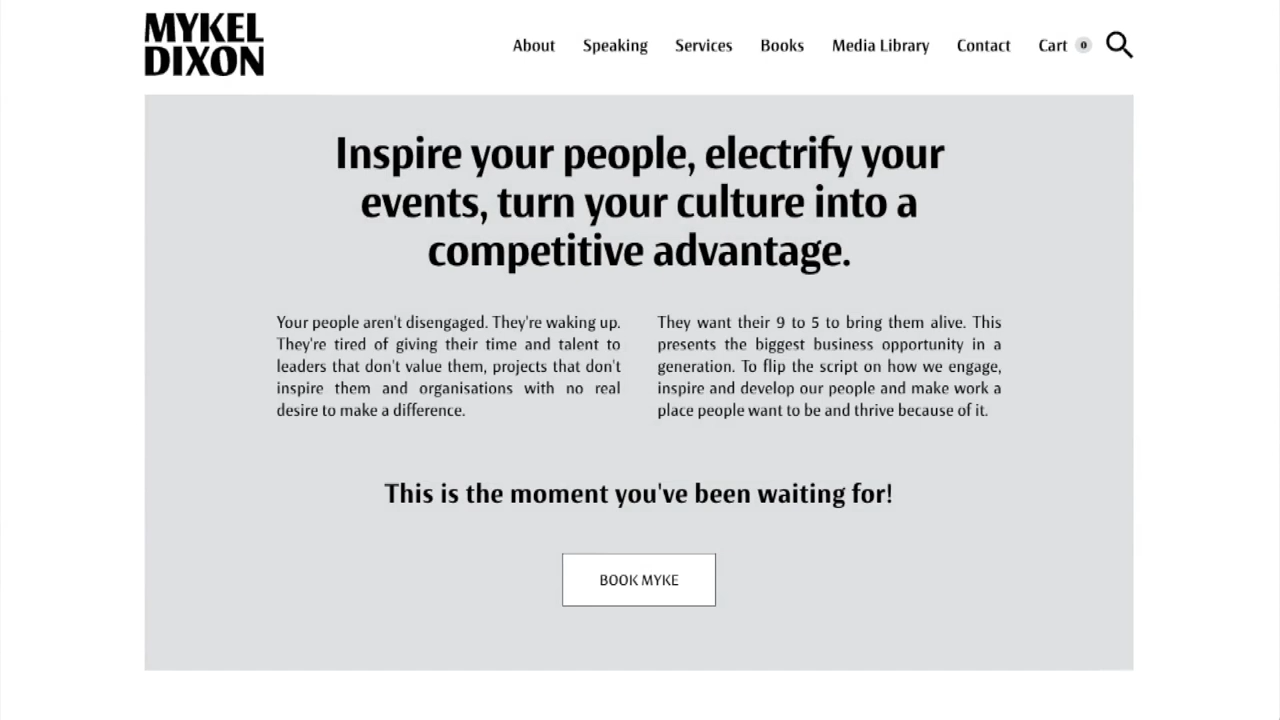 MYKEL
DIXON
About
Speaking
Services
Books
Media Library
Contact
Cart 0
Inspire your people, electrify your
events, turn your culture into a
competitive advantage.
Your people aren't disengaged. They're waking up.
They're tired of giving their time and talent to
leaders that don't value them, projects that don't
inspire them and organisations with no real
desire to make a difference.
They want their 9 to 5 to bring them alive. This
presents the biggest business opportunity in a
generation. To flip the script on how we engage,
inspire and develop our people and make work a
place people want to be and thrive because of it.
This is the moment you've been waiting for!
BOOK MYKE